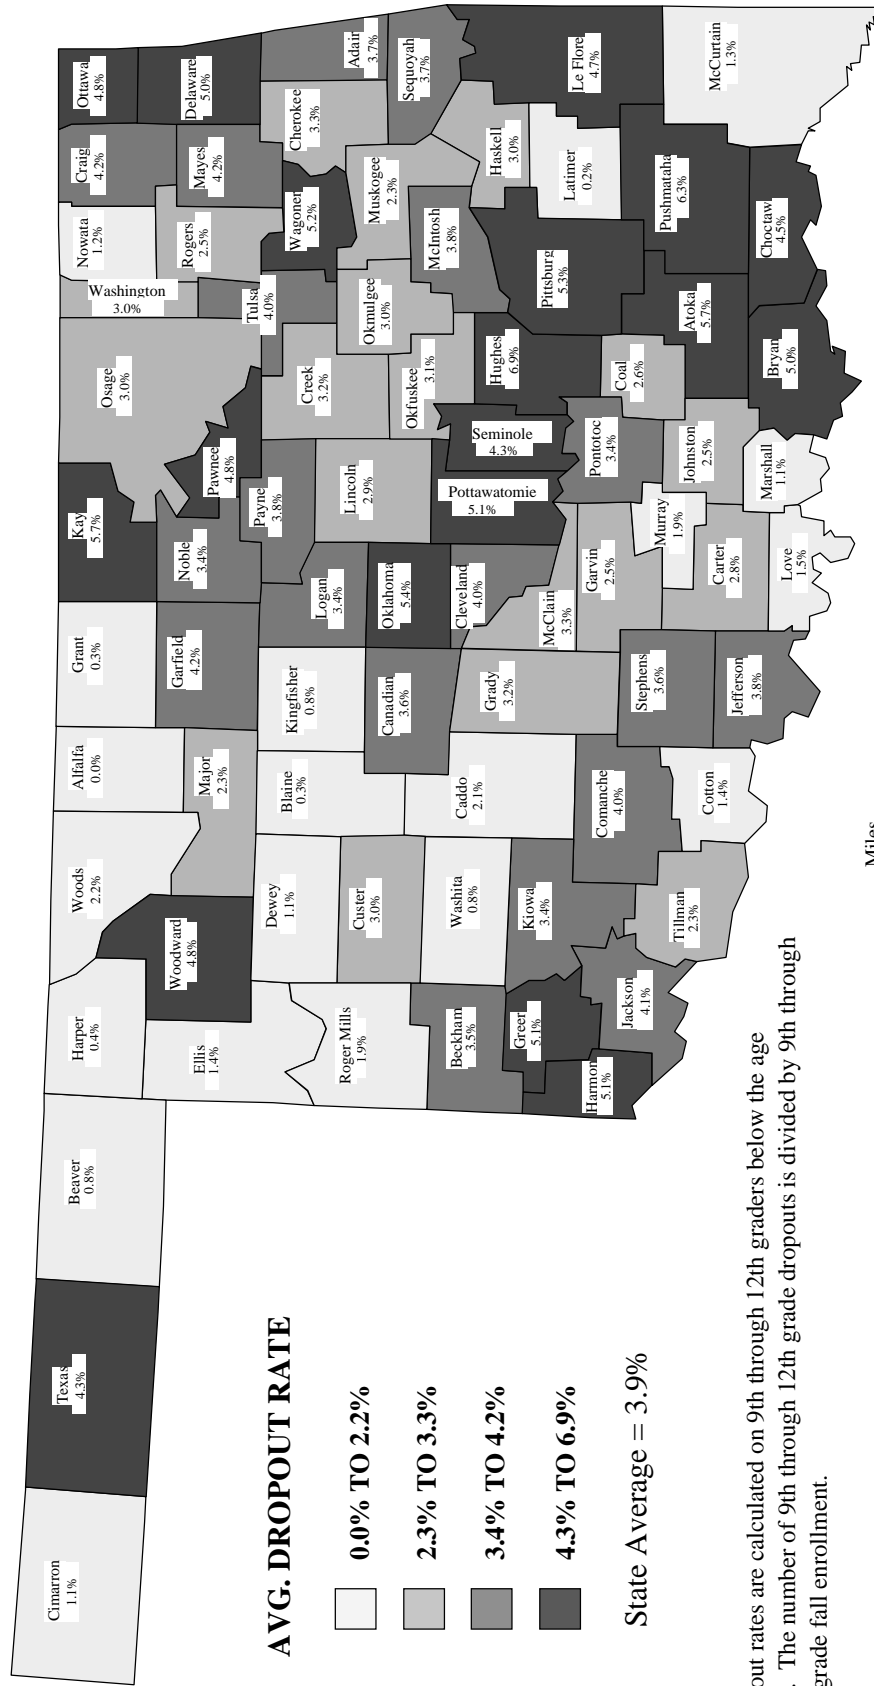 Cimarron
1.1%
Texas
4.3%
Beaver
0.8%
Harper
0.4%
Woods
2.2%
Alfalfa
0.0%
Grant
0.3%
Kay
5.7%
Osage
3.0%
Washington
3.0%
Nowata
1.2%
Craig
4.2%
Ottawa
4.8%
Ellis
1.4%
Woodward
4.8%
Major
2.3%
Garfield
4.2%
Noble
3.4%
Pawnee
4.8%
Rogers
2.5%
Mayes
4.2%
Delaware
5.0%
Roger Mills
1.9%
Dewey
1.1%
Blaine
0.3%
Kingfisher
0.8%
Logan
3.4%
Payne
3.8%
Creek
3.2%
Tulsa
4.0%
Wagoner
5.2%
Cherokee
3.3%
Adair
3.7%
Beckham
3.5%
Custer
3.0%
Canadian
3.6%
Oklahoma
5.4%
Lincoln
2.9%
Okfuskee
3.1%
Okmulgee
3.0%
Muskogee
2.3%
McIntosh
3.8%
Sequoyah
3.7%
Haskell
3.0%
Greer
5.1%
Harmon
5.1%
Washita
0.8%
Kiowa
3.4%
Caddo
2.1%
Grady
3.2%
Cleveland
4.0%
McClain
3.3%
Pottawatomie
5.1%
Seminole
4.3%
Hughes
6.9%
Pittsburg
5.3%
Latimer
0.2%
Le Flore
4.7%
Jackson
4.1%
Tillman
2.3%
Comanche
4.0%
Cotton
1.4%
Stephens
3.6%
Jefferson
3.8%
Garvin
2.5%
Murray
1.9%
Pontotoc
3.4%
Coal
2.6%
Carter
2.8%
Love
1.5%
Johnston
2.5%
Marshall
1.1%
Atoka
5.7%
Bryan
5.0%
Pushmataha
6.3%
Choctaw
4.5%
McCurtain
1.3%
AVG. DROPOUT RATE
0.0% TO 2.2%
2.3% TO 3.3%
3.4% TO 4.2%
4.3% TO 6.9%
State Average = 3.9%
out rates are calculated on 9th through 12th graders below the age
. The number of 9th through 12th grade dropouts is divided by 9th through
grade fall enrollment.
Miles